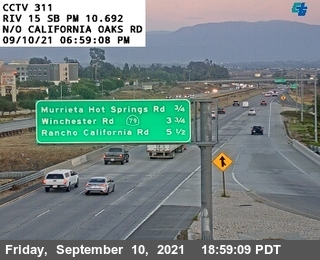 CCTV 311
RIV 15 SB PM 10.692
N/O CALIFORNIA OAKS RD
09/10/21 06:59:08 PM
Murrieta Hot Springs Rd 3/4
Winchester Rd 79 3 3/4
Rancho California Rd 5 1/2
Friday, September 10, 2021 18:59:09 PDT